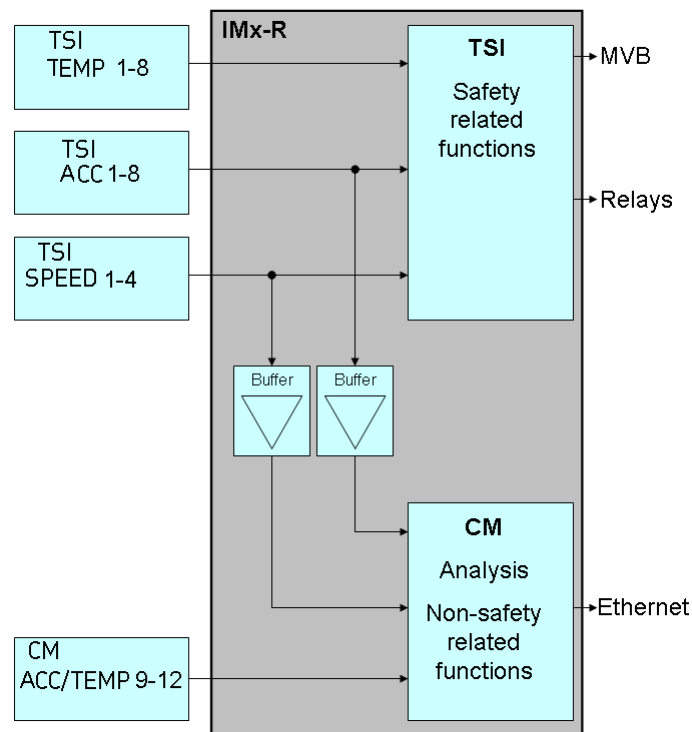 IMx-R
TSI
TEMP 1-8
TSI
ACC 1-8
TSI
SPEED 1-4
TSI
Safety
related
functions
MVB
Relays
Buffer
Buffer
CM
Analysis
Non-safety
related
functions
Ethernet
CM
ACC/TEMP 9-12